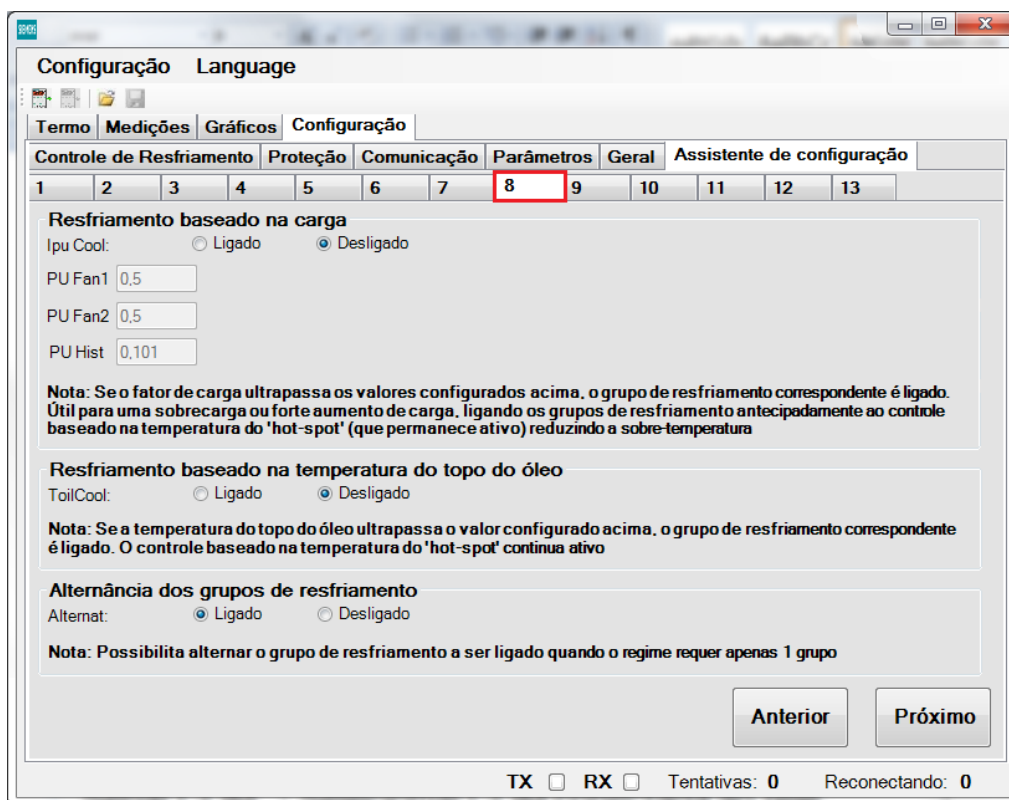 SIEMENS
Configuração Language
Termo Medições Gráficos Configuração
Controle de Resfriamento Proteção Comunicação Parâmetros Geral Assistente de configuração
1 2 3 4 5 6 7 8 9 10 11 12 13
Resfriamento baseado na carga
Ipu Cool: Ligado Desligado
PU Fan1 0,5
PU Fan2 0,5
PU Hist 0,101
Nota: Se o fator de carga ultrapassa os valores configurados acima, o grupo de resfriamento correspondente é ligado.
Útil para uma sobrecarga ou forte aumento de carga, ligando os grupos de resfriamento antecipadamente ao controle
baseado na temperatura do 'hot-spot' (que permanece ativo) reduzindo a sobre-temperatura
Resfriamento baseado na temperatura do topo do óleo
ToilCool: Ligado Desligado
Nota: Se a temperatura do topo do óleo ultrapassa o valor configurado acima, o grupo de resfriamento correspondente
é ligado. O controle baseado na temperatura do 'hot-spot' continua ativo
Alternância dos grupos de resfriamento
Alternat: Ligado Desligado
Nota: Possibilita alternar o grupo de resfriamento a ser ligado quando o regime requer apenas 1 grupo
Anterior Próximo
TX RX Tentativas: 0 Reconectando: 0